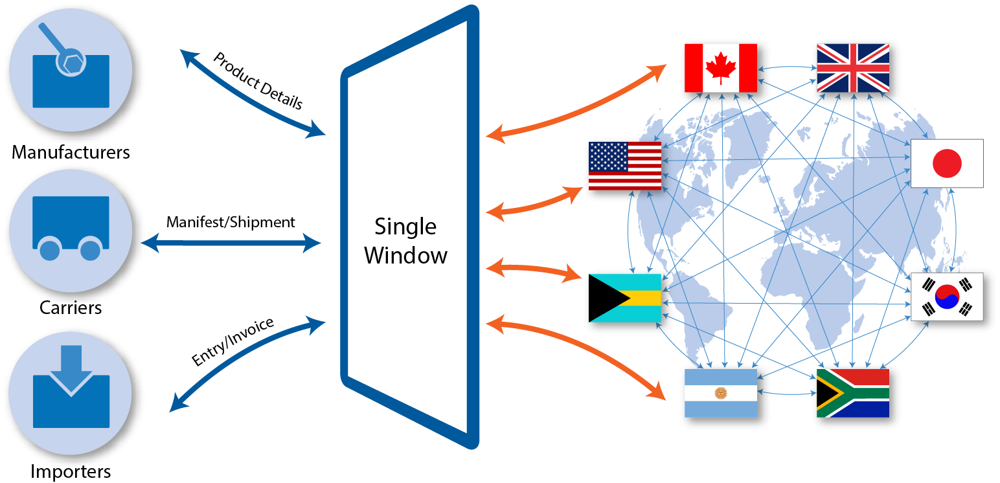 Product Details
Manufacturers
Manifest/Shipment
Single
Window
Carriers
Entry/Invoice
Importers